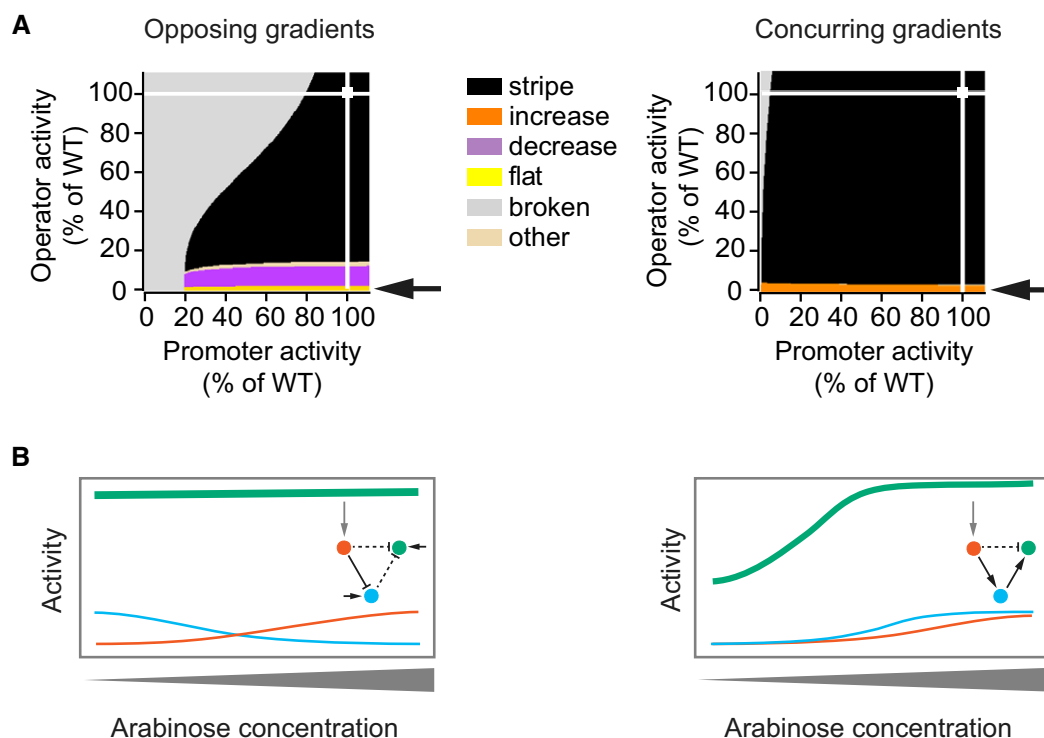 A
Opposing gradients
Concurring gradients
Operator activity
(% of WT)
100
80
60
40
20
0
0 20 40 60 80 100
Promoter activity
(% of WT)
stripe
increase
decrease
flat
broken
other
Operator activity
(% of WT)
100
80
60
40
20
0
0 20 40 60 80 100
Promoter activity
(% of WT)
B
Activity
Arabinose concentration
Activity
Arabinose concentration